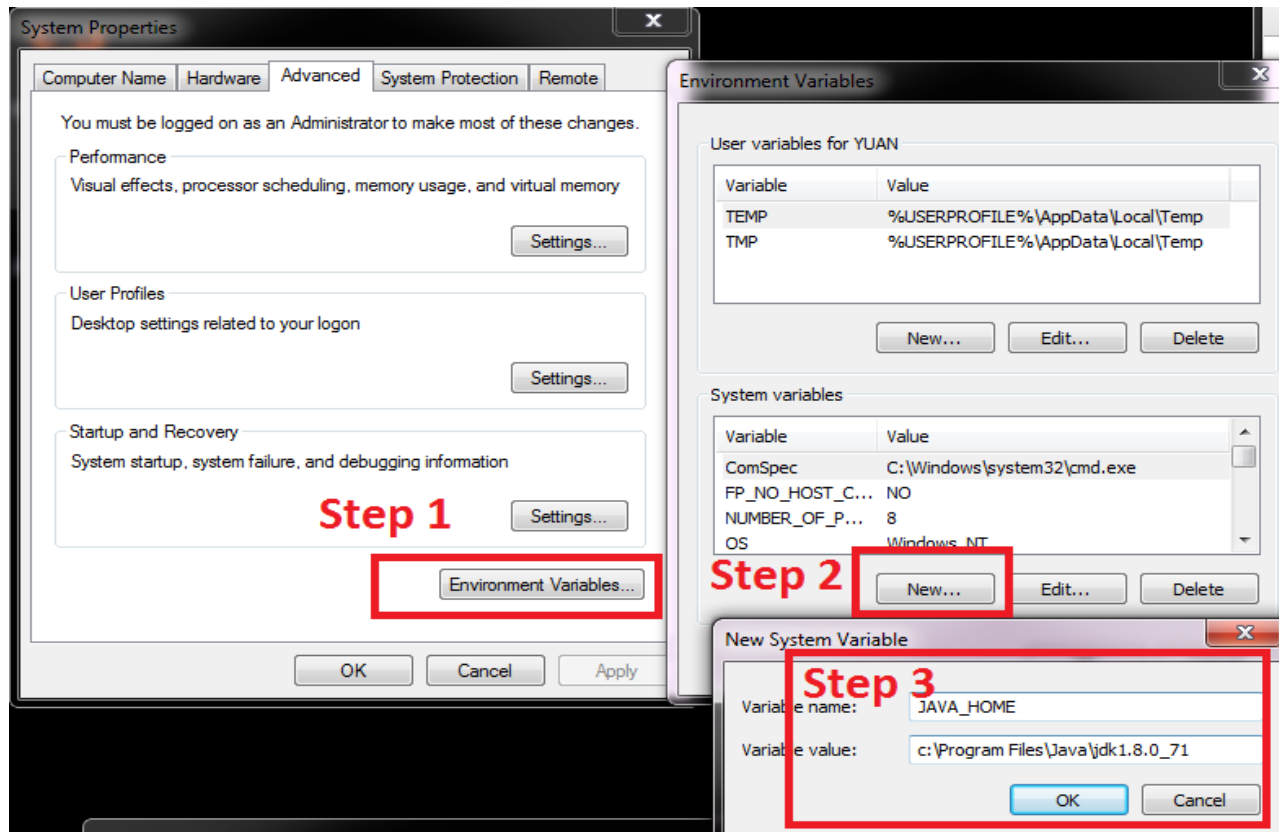 System Properties
Computer Name Hardware Advanced System Protection Remote
You must be logged on as an Administrator to make most of these changes.
Performance
Visual effects, processor scheduling, memory usage, and virtual memory
Settings...
User Profiles
Desktop settings related to your logon
Settings...
Startup and Recovery
System startup, system failure, and debugging information
Step 1
Settings...
Environment Variables...
OK Cancel Apply
Environment Variables
User variables for YUAN
Variable Value
TEMP %USERPROFILE%\AppData\Local\Temp
TMP %USERPROFILE%\AppData\Local\Temp
New... Edit... Delete
System variables
Variable Value
ComSpec C:\Windows\system32\cmd.exe
FP_NO_HOST_C... NO
NUMBER_OF_P... 8
OS Windows_NT
Step 2
New... Edit... Delete
New System Variable
Step 3
Variable name: JAVA_HOME
Variable value: c:\Program Files\Java\jdk1.8.0_71
OK Cancel